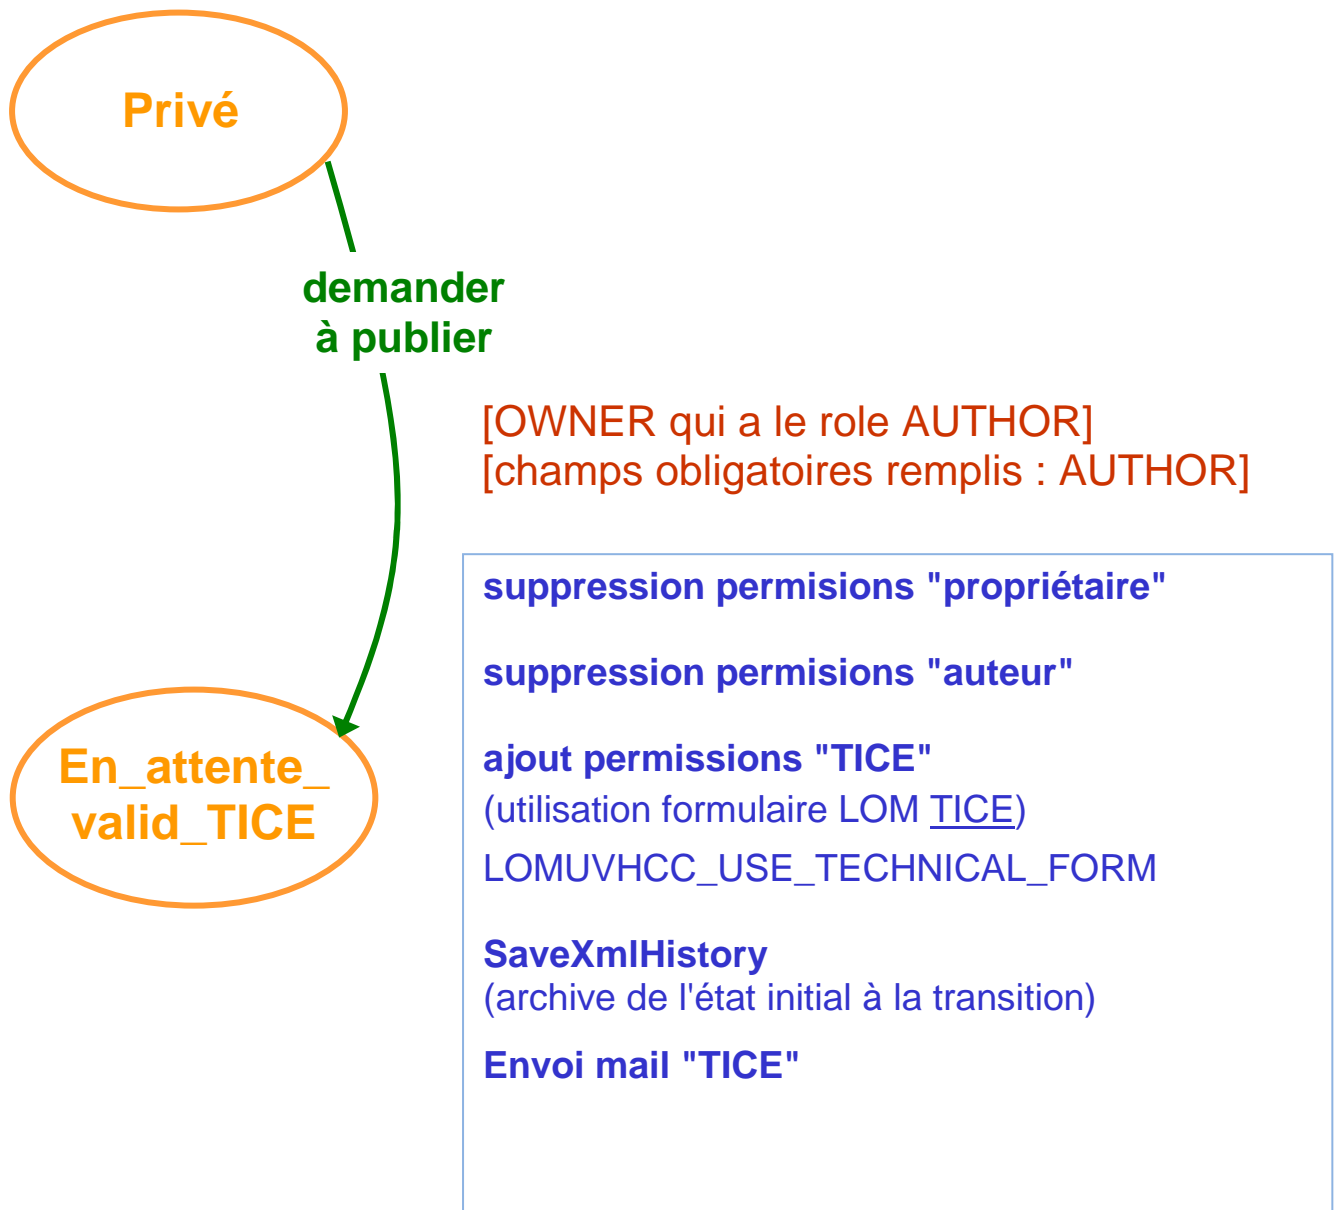 Privé
demander
à publier
[OWNER qui a le role AUTHOR]
[champs obligatoires remplis : AUTHOR]
suppression permisions "propriétaire"
suppression permisions "auteur"
ajout permissions "TICE"
(utilisation formulaire LOM TICE)
LOMUVHCC_USE_TECHNICAL_FORM
SaveXmlHistory
(archive de l'état initial à la transition)
Envoi mail "TICE"
En_attente_
valid_TICE